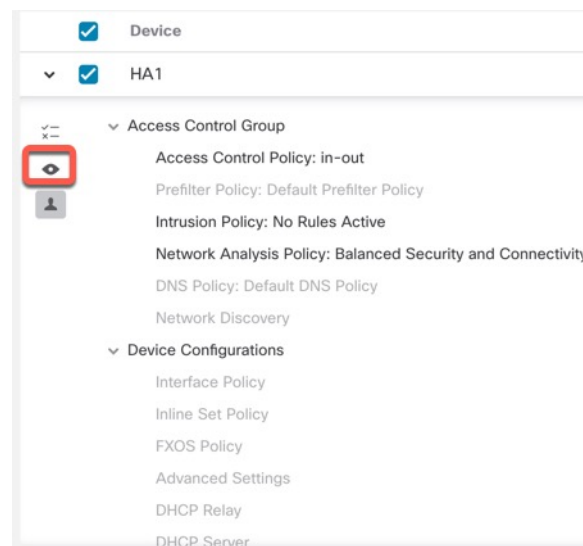 Device
HA1
Access Control Group
Access Control Policy: in-out
Prefilter Policy: Default Prefilter Policy
Intrusion Policy: No Rules Active
Network Analysis Policy: Balanced Security and Connectivity
DNS Policy: Default DNS Policy
Network Discovery
Device Configurations
Interface Policy
Inline Set Policy
FXOS Policy
Advanced Settings
DHCP Relay
DHCP Server